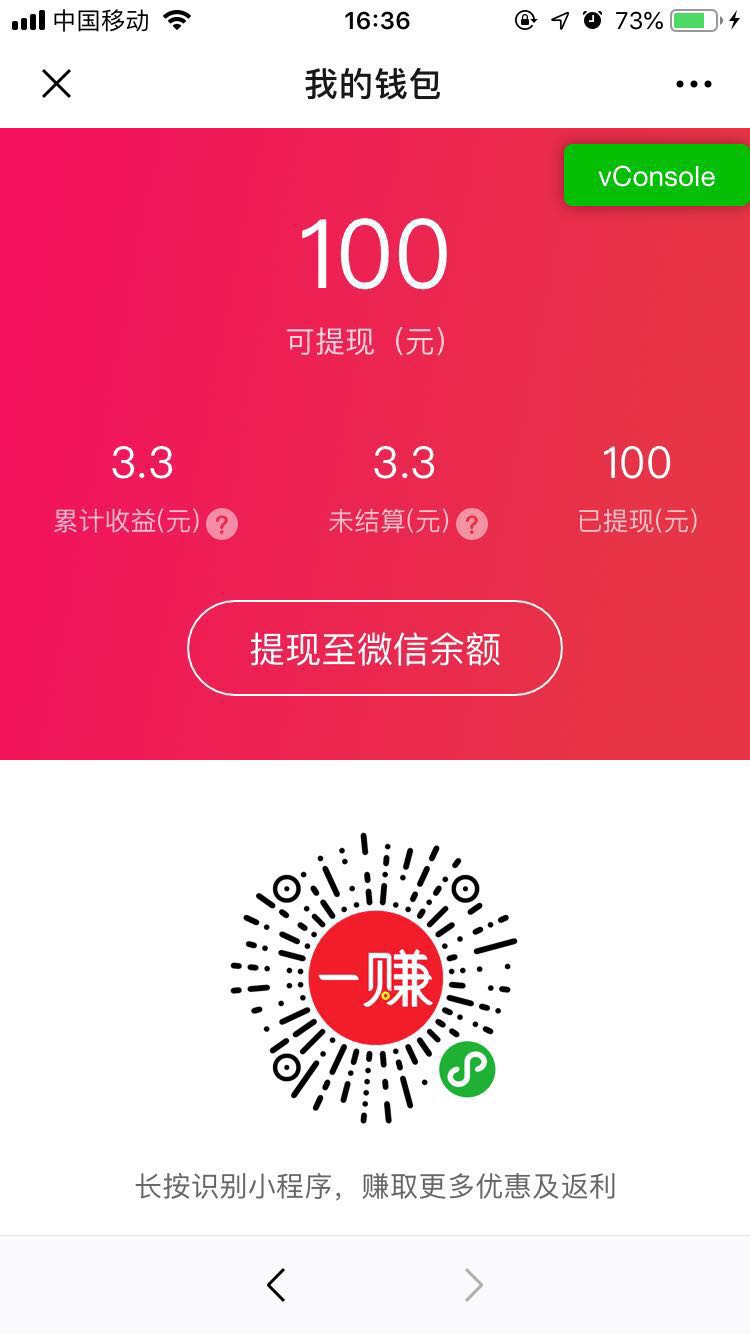 中国移动 16:36 73%
我的钱包
vConsole
100
可提现（元）
3.3 3.3 100
累计收益(元) ? 未结算(元) ? 已提现(元)
提现至微信余额
一赚
长按识别小程序，赚取更多优惠及返利